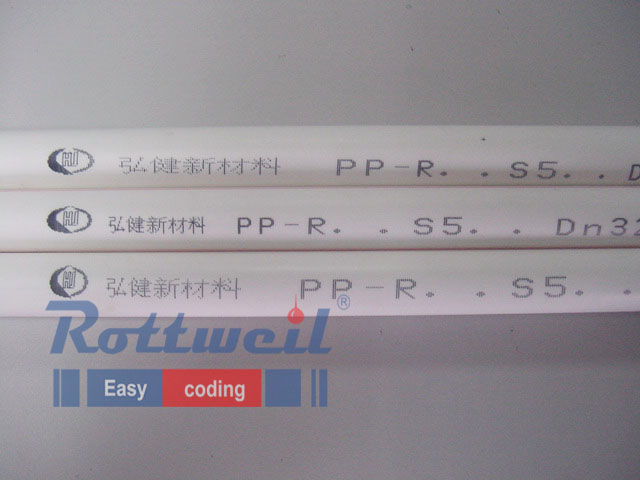 弘健新材料 PP-R. . S5. . D
弘健新材料 PP-R. . S5. . Dn32
弘健新材料 PP-R. . S5. .
Rottweil®
Easy coding